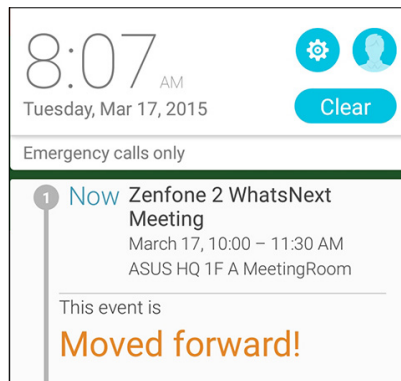 8:07 AM
Tuesday, Mar 17, 2015
Clear
Emergency calls only
1 Now Zenfone 2 WhatsNext
Meeting
March 17, 10:00 – 11:30 AM
ASUS HQ 1F A MeetingRoom
This event is
Moved forward!